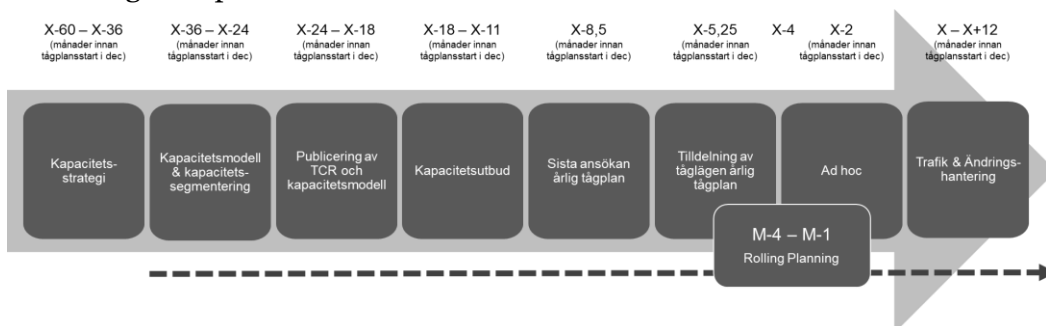 X-60 – X-36
(månader innan
tågplansstart i dec)
X-36 – X-24
(månader innan
tågplansstart i dec)
X-24 – X-18
(månader innan
tågplansstart i dec)
X-18 – X-11
(månader innan
tågplansstart i dec)
X-8,5
(månader innan
tågplansstart i dec)
X-5,25
(månader innan
tågplansstart i dec)
X-4
X-2
(månader innan
tågplansstart i dec)
X – X+12
(månader innan
tågplansstart i dec)
Kapacitets-
strategi
Kapacitetsmodell
& kapacitets-
segmentering
Publicering av
TCR och
kapacitetsmodell
Kapacitetsutbud
Sista ansökan
årlig tågplan
Tilldelning av
tåglägen årlig
tågplan
Ad hoc
Trafik & Ändrings-
hantering
M-4 – M-1
Rolling Planning